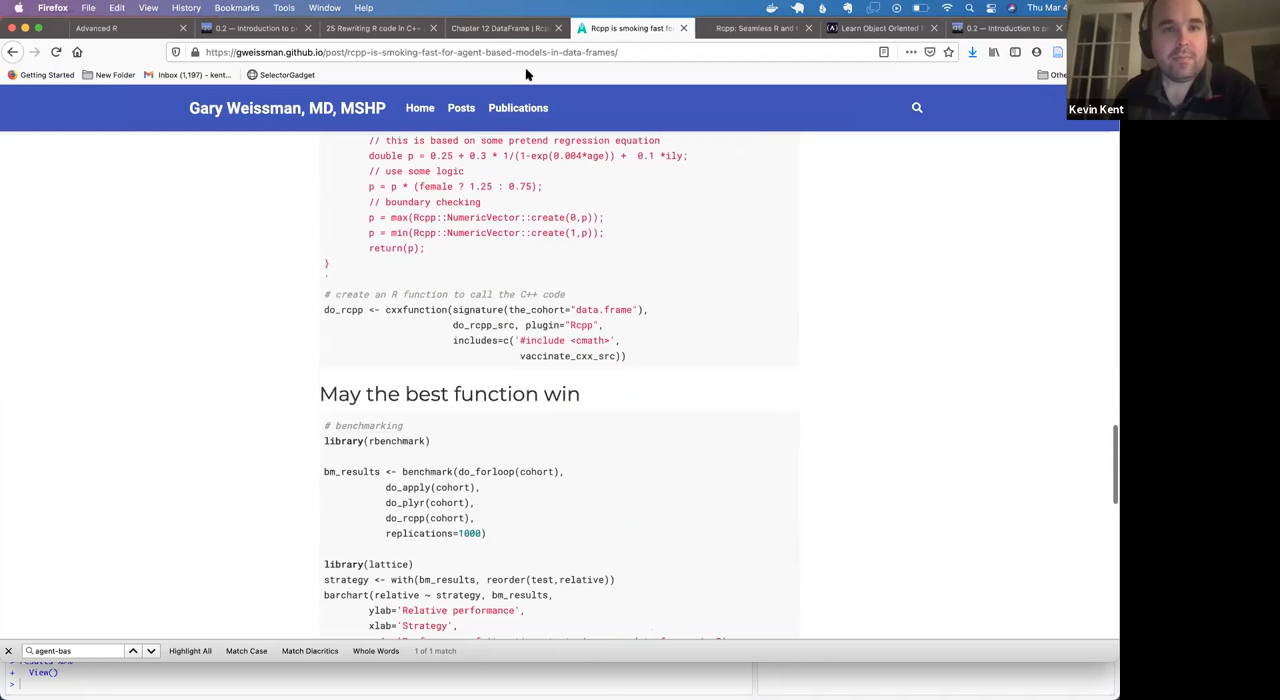 Firefox File Edit View History Bookmarks Tools Window Help Thu Mar 4
Advanced R
0.2 — Introduction to p
25 Rewriting R code in C++
Chapter 12 DataFrame | Rcpp
Rcpp is smoking fast fo
Rcpp: Seamless R and C
Learn Object Oriented
0.2 — Introduction to p
https://gweissman.github.io/post/rcpp-is-smoking-fast-for-agent-based-models-in-data-frames/
Getting Started New Folder Inbox (1,197) - kent... SelectorGadget
Kevin Kent
Gary Weissman, MD, MSHP Home Posts Publications
// this is based on some pretend regression equation
double p = 0.25 + 0.3 * 1/(1-exp(0.004*age)) + 0.1 *ily;
// use some logic
p = p * (female ? 1.25 : 0.75);
// boundary checking
p = max(Rcpp::NumericVector::create(0,p));
p = min(Rcpp::NumericVector::create(1,p));
return(p);
}
'
# create an R function to call the C++ code
do_rcpp <- cxxfunction(signature(the_cohort="data.frame"),
do_rcpp_src, plugin="Rcpp",
includes=c('#include <cmath>',
vaccinate_cxx_src))
May the best function win
# benchmarking
library(rbenchmark)
bm_results <- benchmark(do_forloop(cohort),
do_apply(cohort),
do_plyr(cohort),
do_rcpp(cohort),
replications=1000)
library(lattice)
strategy <- with(bm_results, reorder(test,relative))
barchart(relative ~ strategy, bm_results,
ylab='Relative performance',
xlab='Strategy',
agent-bas Highlight All Match Case Match Diacritics Whole Words 1 of 1 match
+ View()
>